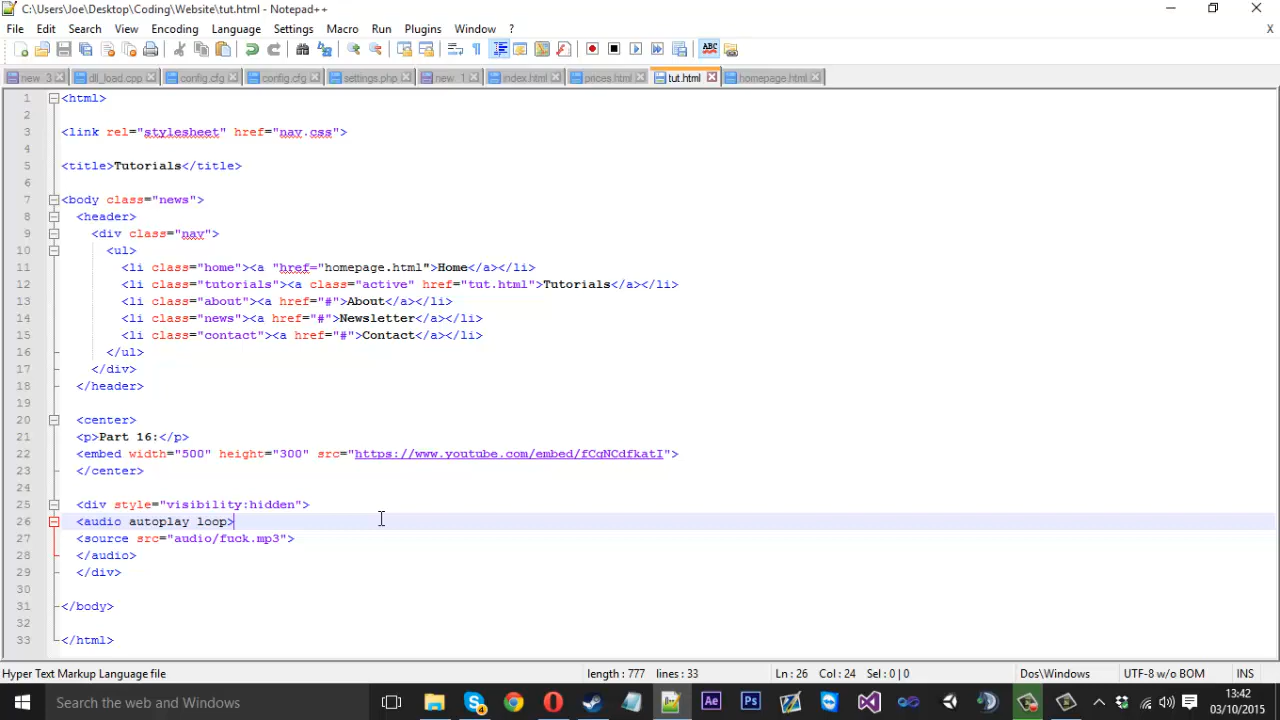 C:\Users\Joe\Desktop\Coding\Website\tut.html - Notepad++
File Edit Search View Encoding Language Settings Macro Run Plugins Window ? X
new 3 dll_load.cpp config.cfg config.cfg settings.php new 1 index.html prices.html tut.html homepage.html
1 <html>
2
3 <link rel="stylesheet" href="nav.css">
4
5 <title>Tutorials</title>
6
7 <body class="news">
8 <header>
9 <div class="nav">
10 <ul>
11 <li class="home"><a "href="homepage.html">Home</a></li>
12 <li class="tutorials"><a class="active" href="tut.html">Tutorials</a></li>
13 <li class="about"><a href="#">About</a></li>
14 <li class="news"><a href="#">Newsletter</a></li>
15 <li class="contact"><a href="#">Contact</a></li>
16 </ul>
17 </div>
18 </header>
19
20 <center>
21 <p>Part 16:</p>
22 <embed width="500" height="300" src="https://www.youtube.com/embed/fCgNCdfkatI">
23 </center>
24
25 <div style="visibility:hidden">
26 <audio autoplay loop>
27 <source src="audio/fuck.mp3">
28 </audio>
29 </div>
30
31 </body>
32
33 </html>
Hyper Text Markup Language file length : 777 lines : 33 Ln : 26 Col : 24 Sel : 0 | 0 Dos\Windows UTF-8 w/o BOM INS
Search the web and Windows
4 Ae Ps
13:42
03/10/2015